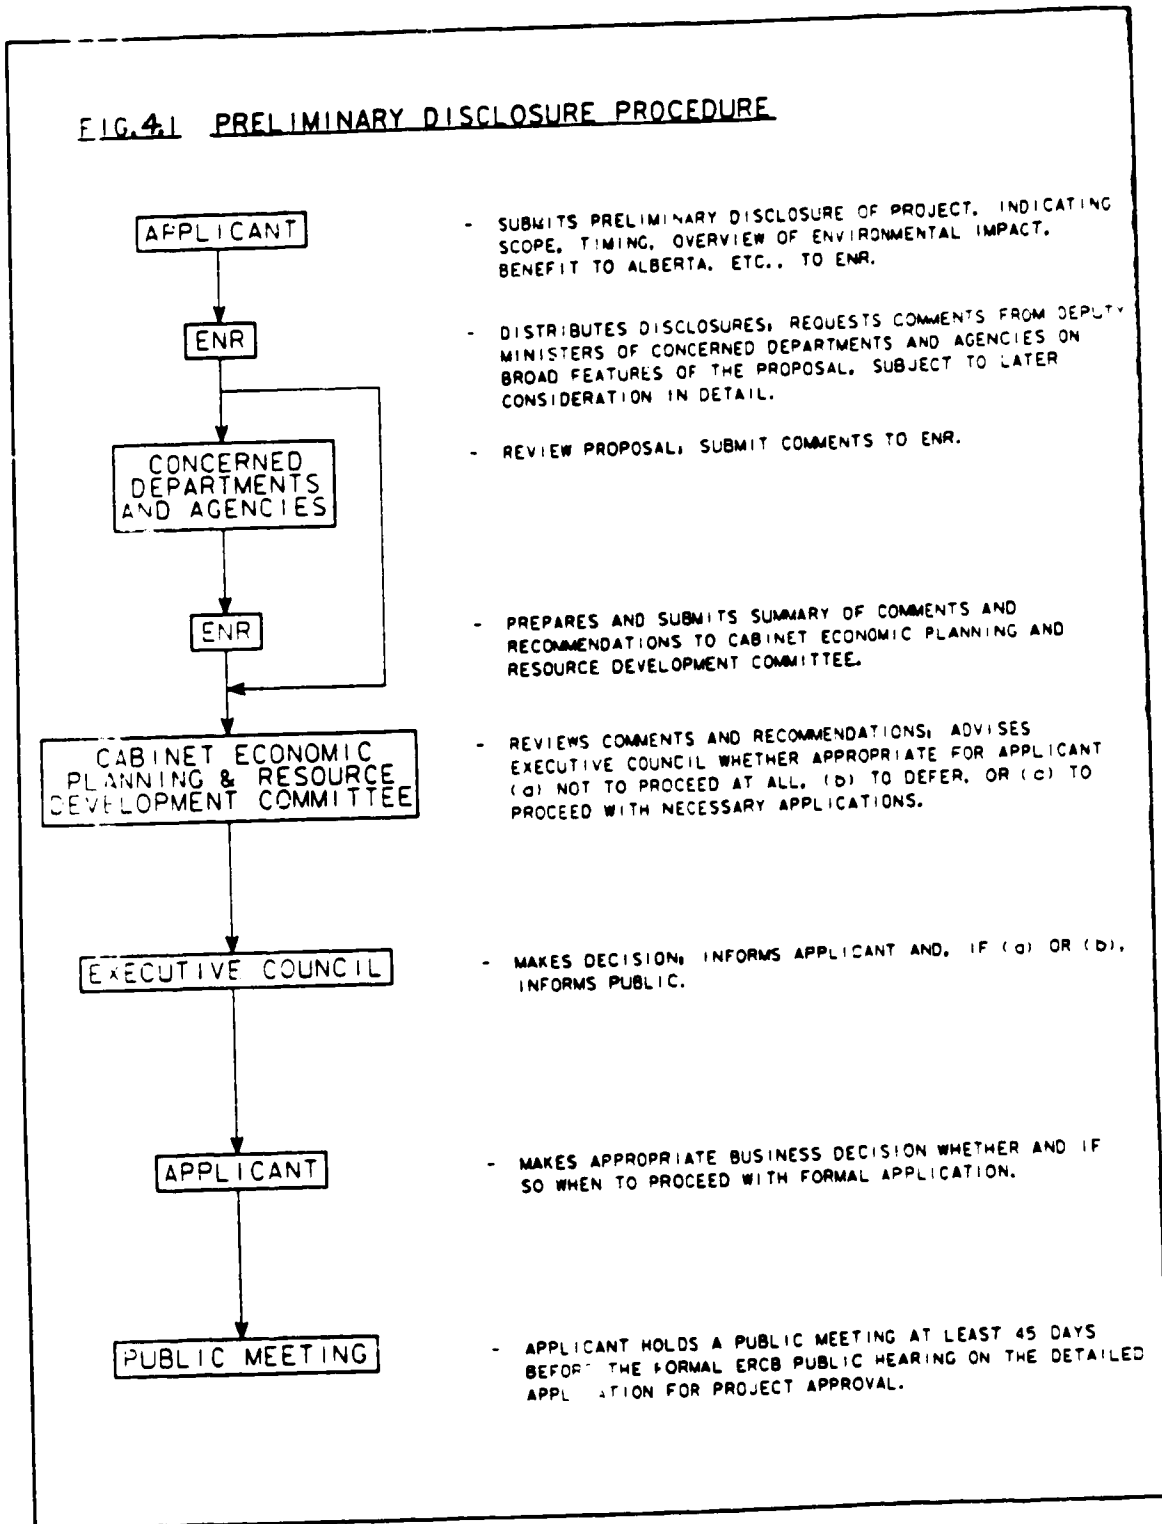 FIG. 4.1 PRELIMINARY DISCLOSURE PROCEDURE
APPLICANT
- SUBMITS PRELIMINARY DISCLOSURE OF PROJECT, INDICATING
SCOPE, TIMING, OVERVIEW OF ENVIRONMENTAL IMPACT,
BENEFIT TO ALBERTA, ETC., TO ENR.
ENR
- DISTRIBUTES DISCLOSURES, REQUESTS COMMENTS FROM DEPUTY
MINISTERS OF CONCERNED DEPARTMENTS AND AGENCIES ON
BROAD FEATURES OF THE PROPOSAL, SUBJECT TO LATER
CONSIDERATION IN DETAIL.
CONCERNED
DEPARTMENTS
AND AGENCIES
- REVIEW PROPOSAL, SUBMIT COMMENTS TO ENR.
ENR
- PREPARES AND SUBMITS SUMMARY OF COMMENTS AND
RECOMMENDATIONS TO CABINET ECONOMIC PLANNING AND
RESOURCE DEVELOPMENT COMMITTEE.
CABINET ECONOMIC
PLANNING & RESOURCE
DEVELOPMENT COMMITTEE
- REVIEWS COMMENTS AND RECOMMENDATIONS, ADVISES
EXECUTIVE COUNCIL WHETHER APPROPRIATE FOR APPLICANT
(a) NOT TO PROCEED AT ALL, (b) TO DEFER, OR (c) TO
PROCEED WITH NECESSARY APPLICATIONS.
EXECUTIVE COUNCIL
- MAKES DECISION, INFORMS APPLICANT AND, IF (a) OR (b),
INFORMS PUBLIC.
APPLICANT
- MAKES APPROPRIATE BUSINESS DECISION WHETHER AND IF
SO WHEN TO PROCEED WITH FORMAL APPLICATION.
PUBLIC MEETING
- APPLICANT HOLDS A PUBLIC MEETING AT LEAST 45 DAYS
BEFORE THE FORMAL ERCB PUBLIC HEARING ON THE DETAILED
APPLICATION FOR PROJECT APPROVAL.